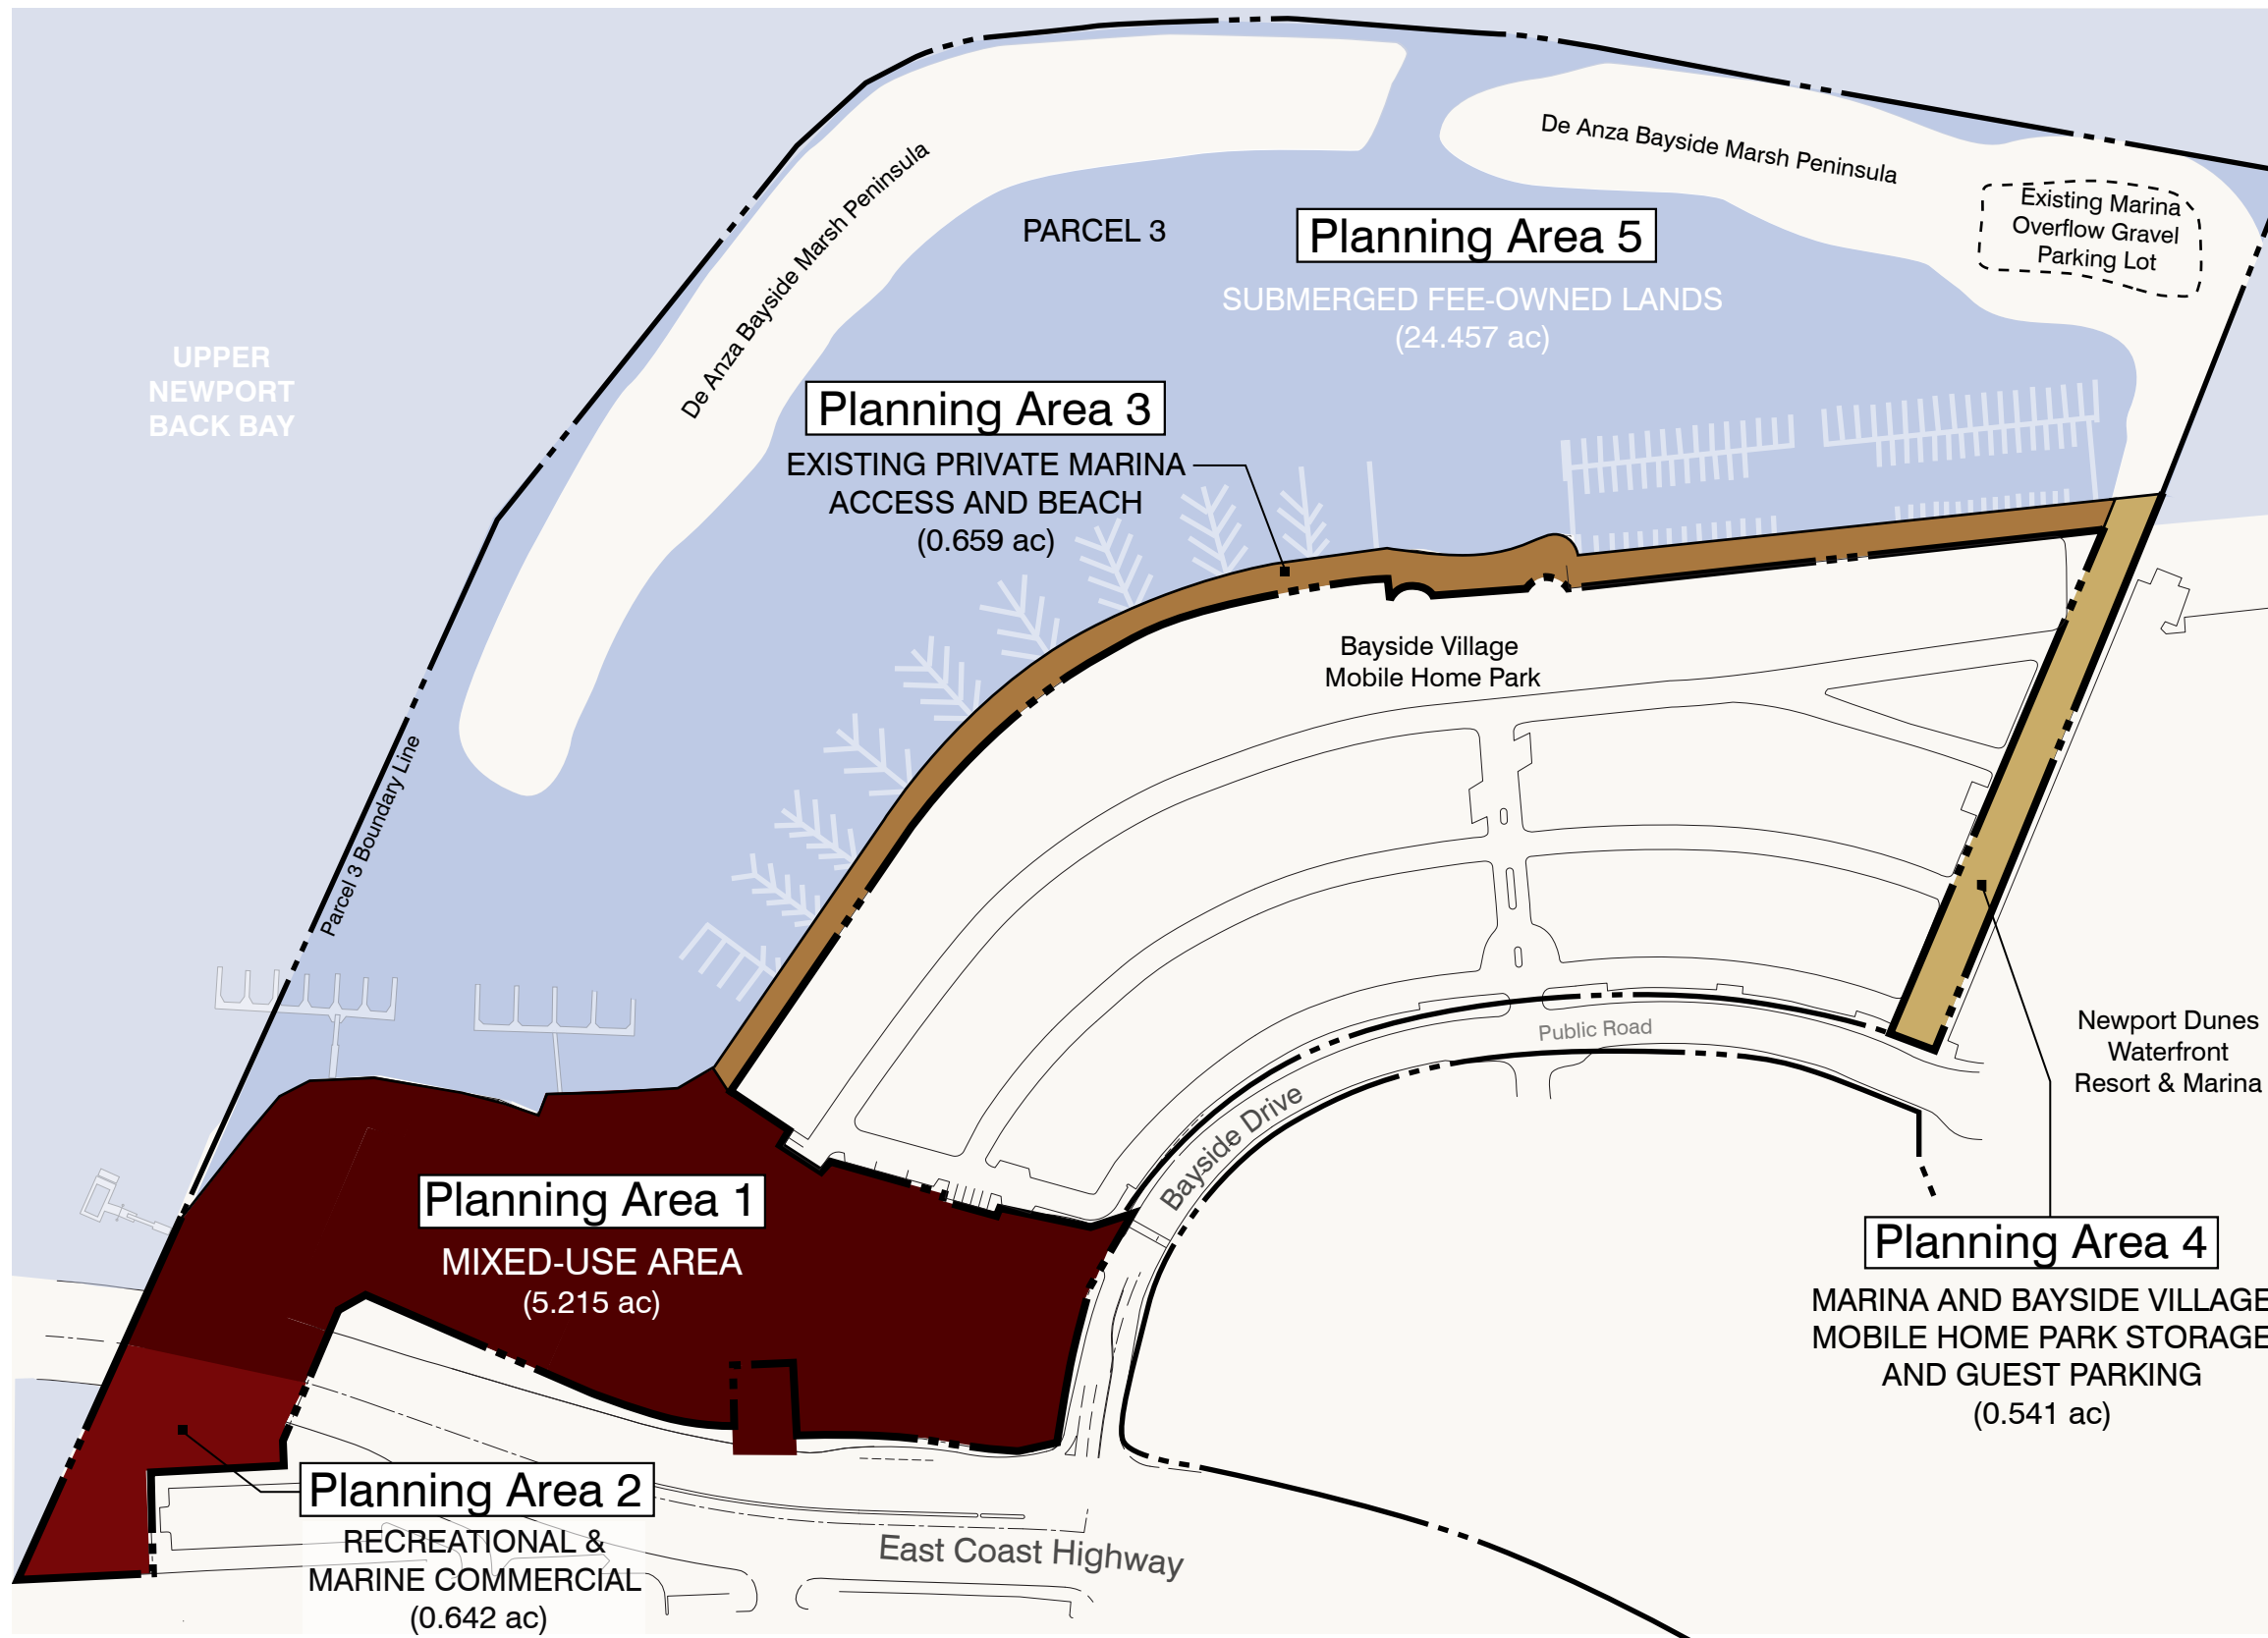 De Anza Bayside Marsh Peninsula
De Anza Bayside Marsh Peninsula
Existing Marina
Overflow Gravel
Parking Lot
PARCEL 3
Planning Area 5
SUBMERGED FEE-OWNED LANDS
(24.457 ac)
UPPER
NEWPORT
BACK BAY
Planning Area 3
EXISTING PRIVATE MARINA
ACCESS AND BEACH
(0.659 ac)
Bayside Village
Mobile Home Park
Parcel 3 Boundary Line
Public Road
Newport Dunes
Waterfront
Resort & Marina
Bayside Drive
Planning Area 1
MIXED-USE AREA
(5.215 ac)
Planning Area 4
MARINA AND BAYSIDE VILLAGE
MOBILE HOME PARK STORAGE
AND GUEST PARKING
(0.541 ac)
Planning Area 2
RECREATIONAL &
MARINE COMMERCIAL
(0.642 ac)
East Coast Highway